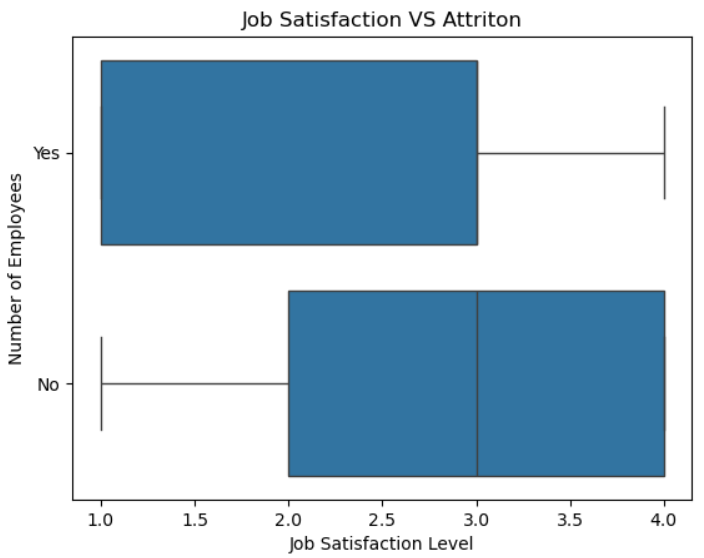 Job Satisfaction VS Attriton
Number of Employees
Yes
No
1.0 1.5 2.0 2.5 3.0 3.5 4.0
Job Satisfaction Level